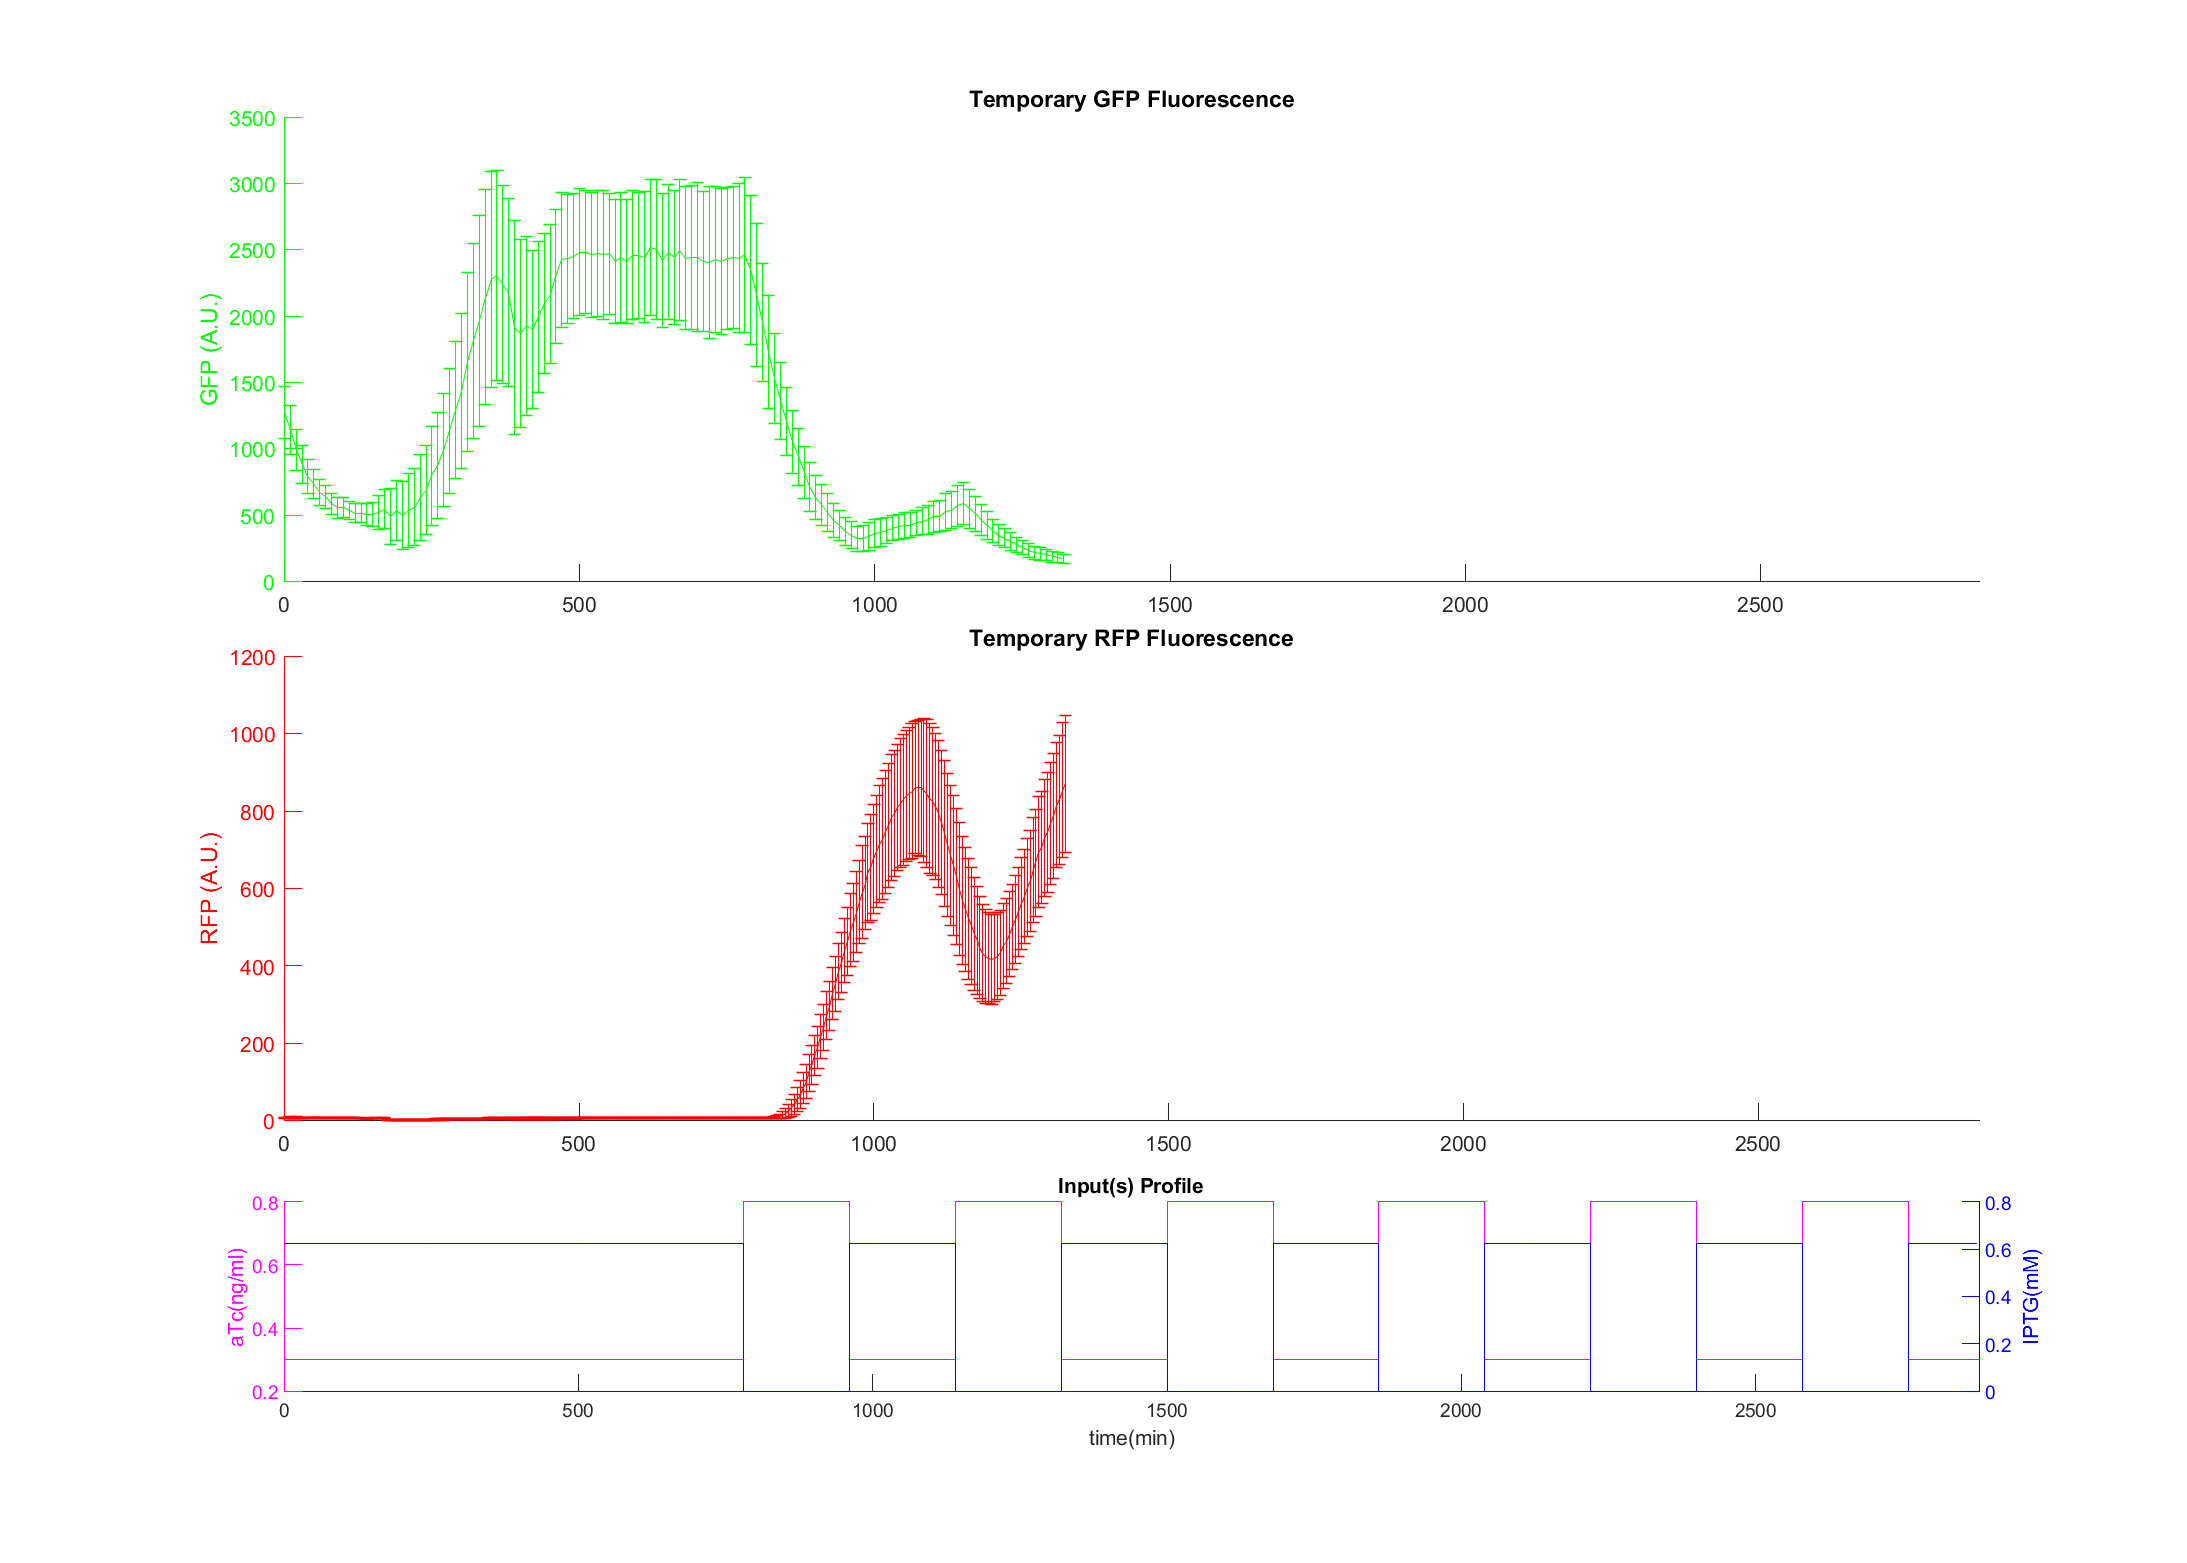 Temporary GFP Fluorescence
3500
3000
2500
2000
1500
1000
500
0
GFP (A.U.)
0 500 1000 1500 2000 2500
Temporary RFP Fluorescence
1200
1000
800
600
400
200
0
RFP (A.U.)
0 500 1000 1500 2000 2500
Input(s) Profile
0.8
0.6
0.4
0.2
aTc(ng/ml)
0.8
0.6
0.4
0.2
0
IPTG(mM)
0 500 1000 1500 2000 2500
time(min)